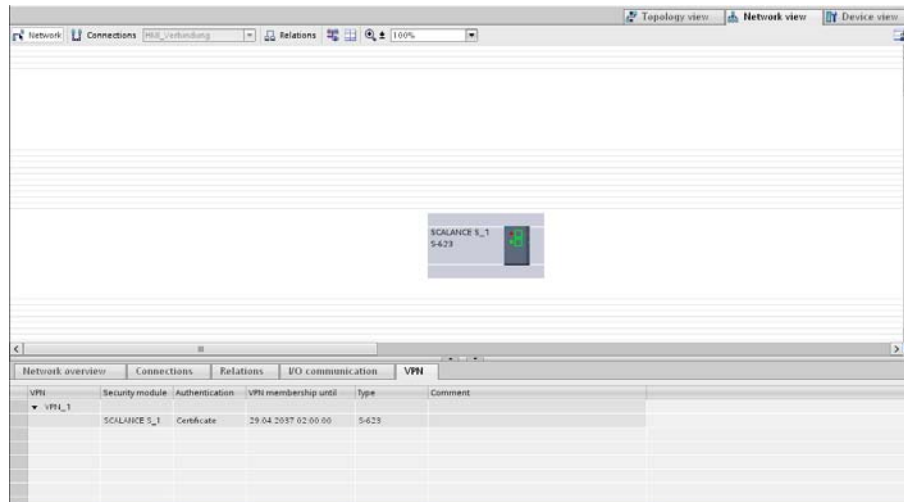 Topology view Network view Device view
Network Connections HMI_Verbindung Relations 100%
SCALANCE S_1
S-623
Network overview Connections Relations I/O communication VPN
VPN Security module Authentication VPN membership until Type Comment
VPN_1
SCALANCE S_1 Certificate 29.04.2037 02:00:00 S-623